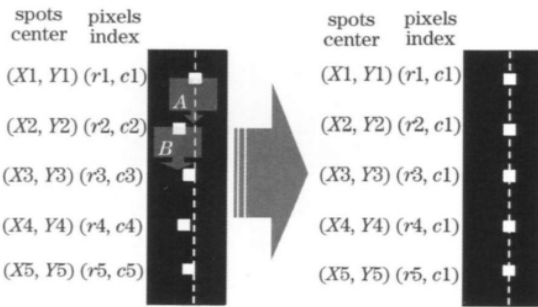 spots center pixels index
(X1, Y1) (r1, c1)
A
(X2, Y2) (r2, c2)
B
(X3, Y3) (r3, c3)
(X4, Y4) (r4, c4)
(X5, Y5) (r5, c5)
spots center pixels index
(X1, Y1) (r1, c1)
(X2, Y2) (r2, c1)
(X3, Y3) (r3, c1)
(X4, Y4) (r4, c1)
(X5, Y5) (r5, c1)